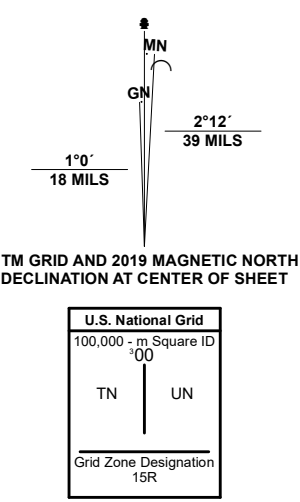 MN
GN
2°12´
39 MILS
1°0´
18 MILS
TM GRID AND 2019 MAGNETIC NORTH
DECLINATION AT CENTER OF SHEET
U.S. National Grid
100,000 - m Square ID
³00
TN UN
Grid Zone Designation
15R